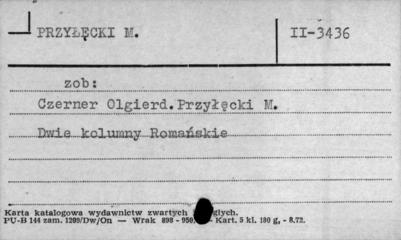 PRZYŁĘCKI M.
II-3436
zob:
Czerner Olgierd.Przyłęcki M.
Dwie kolumny Romańskie
Karta katalogowa wydawnictw zwartych
PU-B 144 zam. 1299/Dw/On — Wrak 898 - - Kart. 5 kl. 180 g, - 8.72.